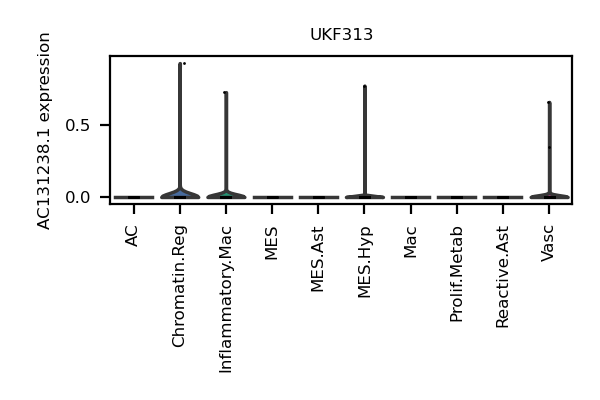 UKF313
AC131238.1 expression
0.5
0.0
AC
Chromatin.Reg
Inflammatory.Mac
MES
MES.Ast
MES.Hyp
Mac
Prolif.Metab
Reactive.Ast
Vasc